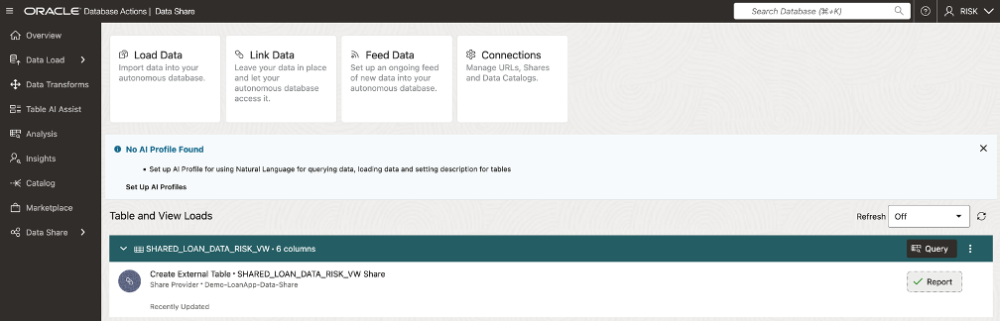 ORACLE Database Actions | Data Share
Search Database (⌘+K)
RISK
Overview
Data Load
Data Transforms
Table AI Assist
Analysis
Insights
Catalog
Marketplace
Data Share
Load Data
Import data into your
autonomous database.
Link Data
Leave your data in place
and let your
autonomous database
access it.
Feed Data
Set up an ongoing feed
of new data into your
autonomous database.
Connections
Manage URLs, Shares
and Data Catalogs.
No AI Profile Found
• Set up AI Profile for using Natural Language for querying data, loading data and setting description for tables
Set Up AI Profiles
Table and View Loads
Refresh Off
SHARED_LOAN_DATA_RISK_VW • 6 columns
Query
Create External Table • SHARED_LOAN_DATA_RISK_VW Share
Share Provider • Demo-LoanApp-Data-Share
Report
Recently Updated